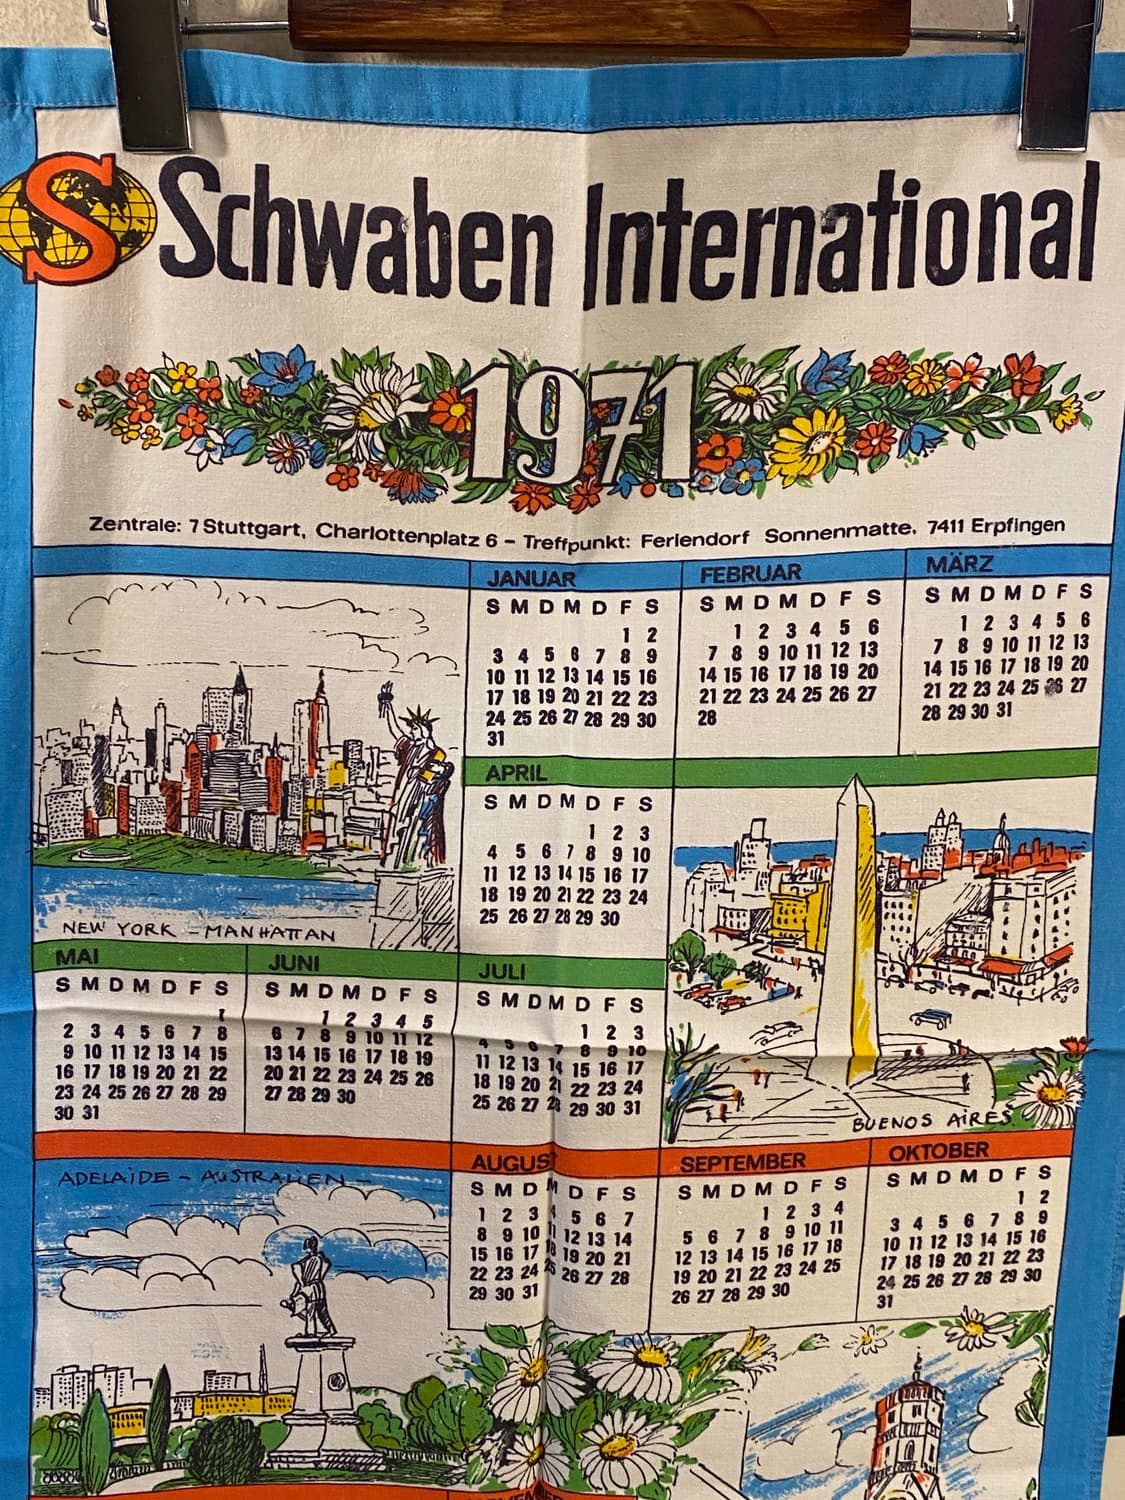 S Schwaben International
1971
Zentrale: 7 Stuttgart, Charlottenplatz 6 – Treffpunkt: Feriendorf Sonnenmatte, 7411 Erpfingen
JANUAR
S M D M D F S
1 2
3 4 5 6 7 8 9
10 11 12 13 14 15 16
17 18 19 20 21 22 23
24 25 26 27 28 29 30
31
FEBRUAR
S M D M D F S
1 2 3 4 5 6
7 8 9 10 11 12 13
14 15 16 17 18 19 20
21 22 23 24 25 26 27
28
MÄRZ
S M D M D F S
1 2 3 4 5 6
7 8 9 10 11 12 13
14 15 16 17 18 19 20
21 22 23 24 25 26 27
28 29 30 31
NEW YORK – MANHATTAN
APRIL
S M D M D F S
1 2 3
4 5 6 7 8 9 10
11 12 13 14 15 16 17
18 19 20 21 22 23 24
25 26 27 28 29 30
BUENOS AIRES
MAI
S M D M D F S
1
2 3 4 5 6 7 8
9 10 11 12 13 14 15
16 17 18 19 20 21 22
23 24 25 26 27 28 29
30 31
JUNI
S M D M D F S
1 2 3 4 5
6 7 8 9 10 11 12
13 14 15 16 17 18 19
20 21 22 23 24 25 26
27 28 29 30
JULI
S M D M D F S
1 2 3
4 5 6 7 8 9 10
11 12 13 14 15 16 17
18 19 20 21 22 23 24
25 26 27 28 29 30 31
ADELAIDE – AUSTRALIEN –
AUGUST
S M D M D F S
1 2 3 4 5 6 7
8 9 10 11 12 13 14
15 16 17 18 19 20 21
22 23 24 25 26 27 28
29 30 31
SEPTEMBER
S M D M D F S
1 2 3 4
5 6 7 8 9 10 11
12 13 14 15 16 17 18
19 20 21 22 23 24 25
26 27 28 29 30
OKTOBER
S M D M D F S
1 2
3 4 5 6 7 8 9
10 11 12 13 14 15 16
17 18 19 20 21 22 23
24 25 26 27 28 29 30
31